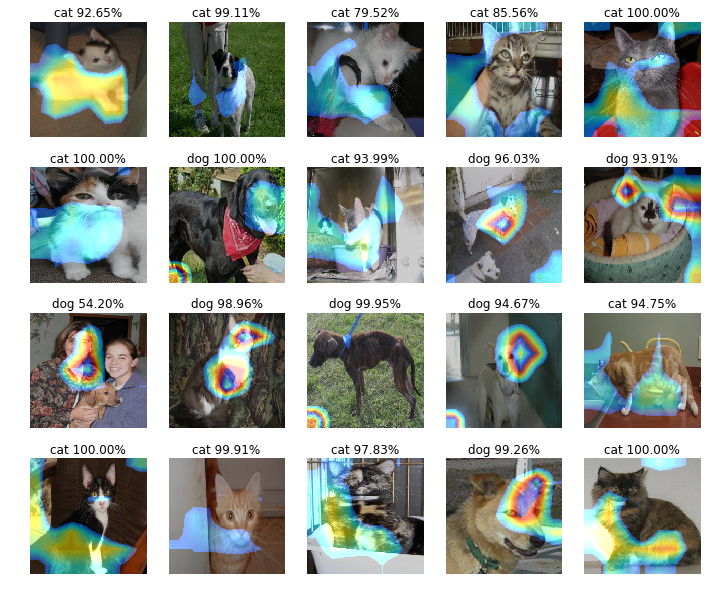 cat 92.65%
cat 99.11%
cat 79.52%
cat 85.56%
cat 100.00%
cat 100.00%
dog 100.00%
cat 93.99%
dog 96.03%
dog 93.91%
dog 54.20%
dog 98.96%
dog 99.95%
dog 94.67%
cat 94.75%
cat 100.00%
cat 99.91%
cat 97.83%
dog 99.26%
cat 100.00%